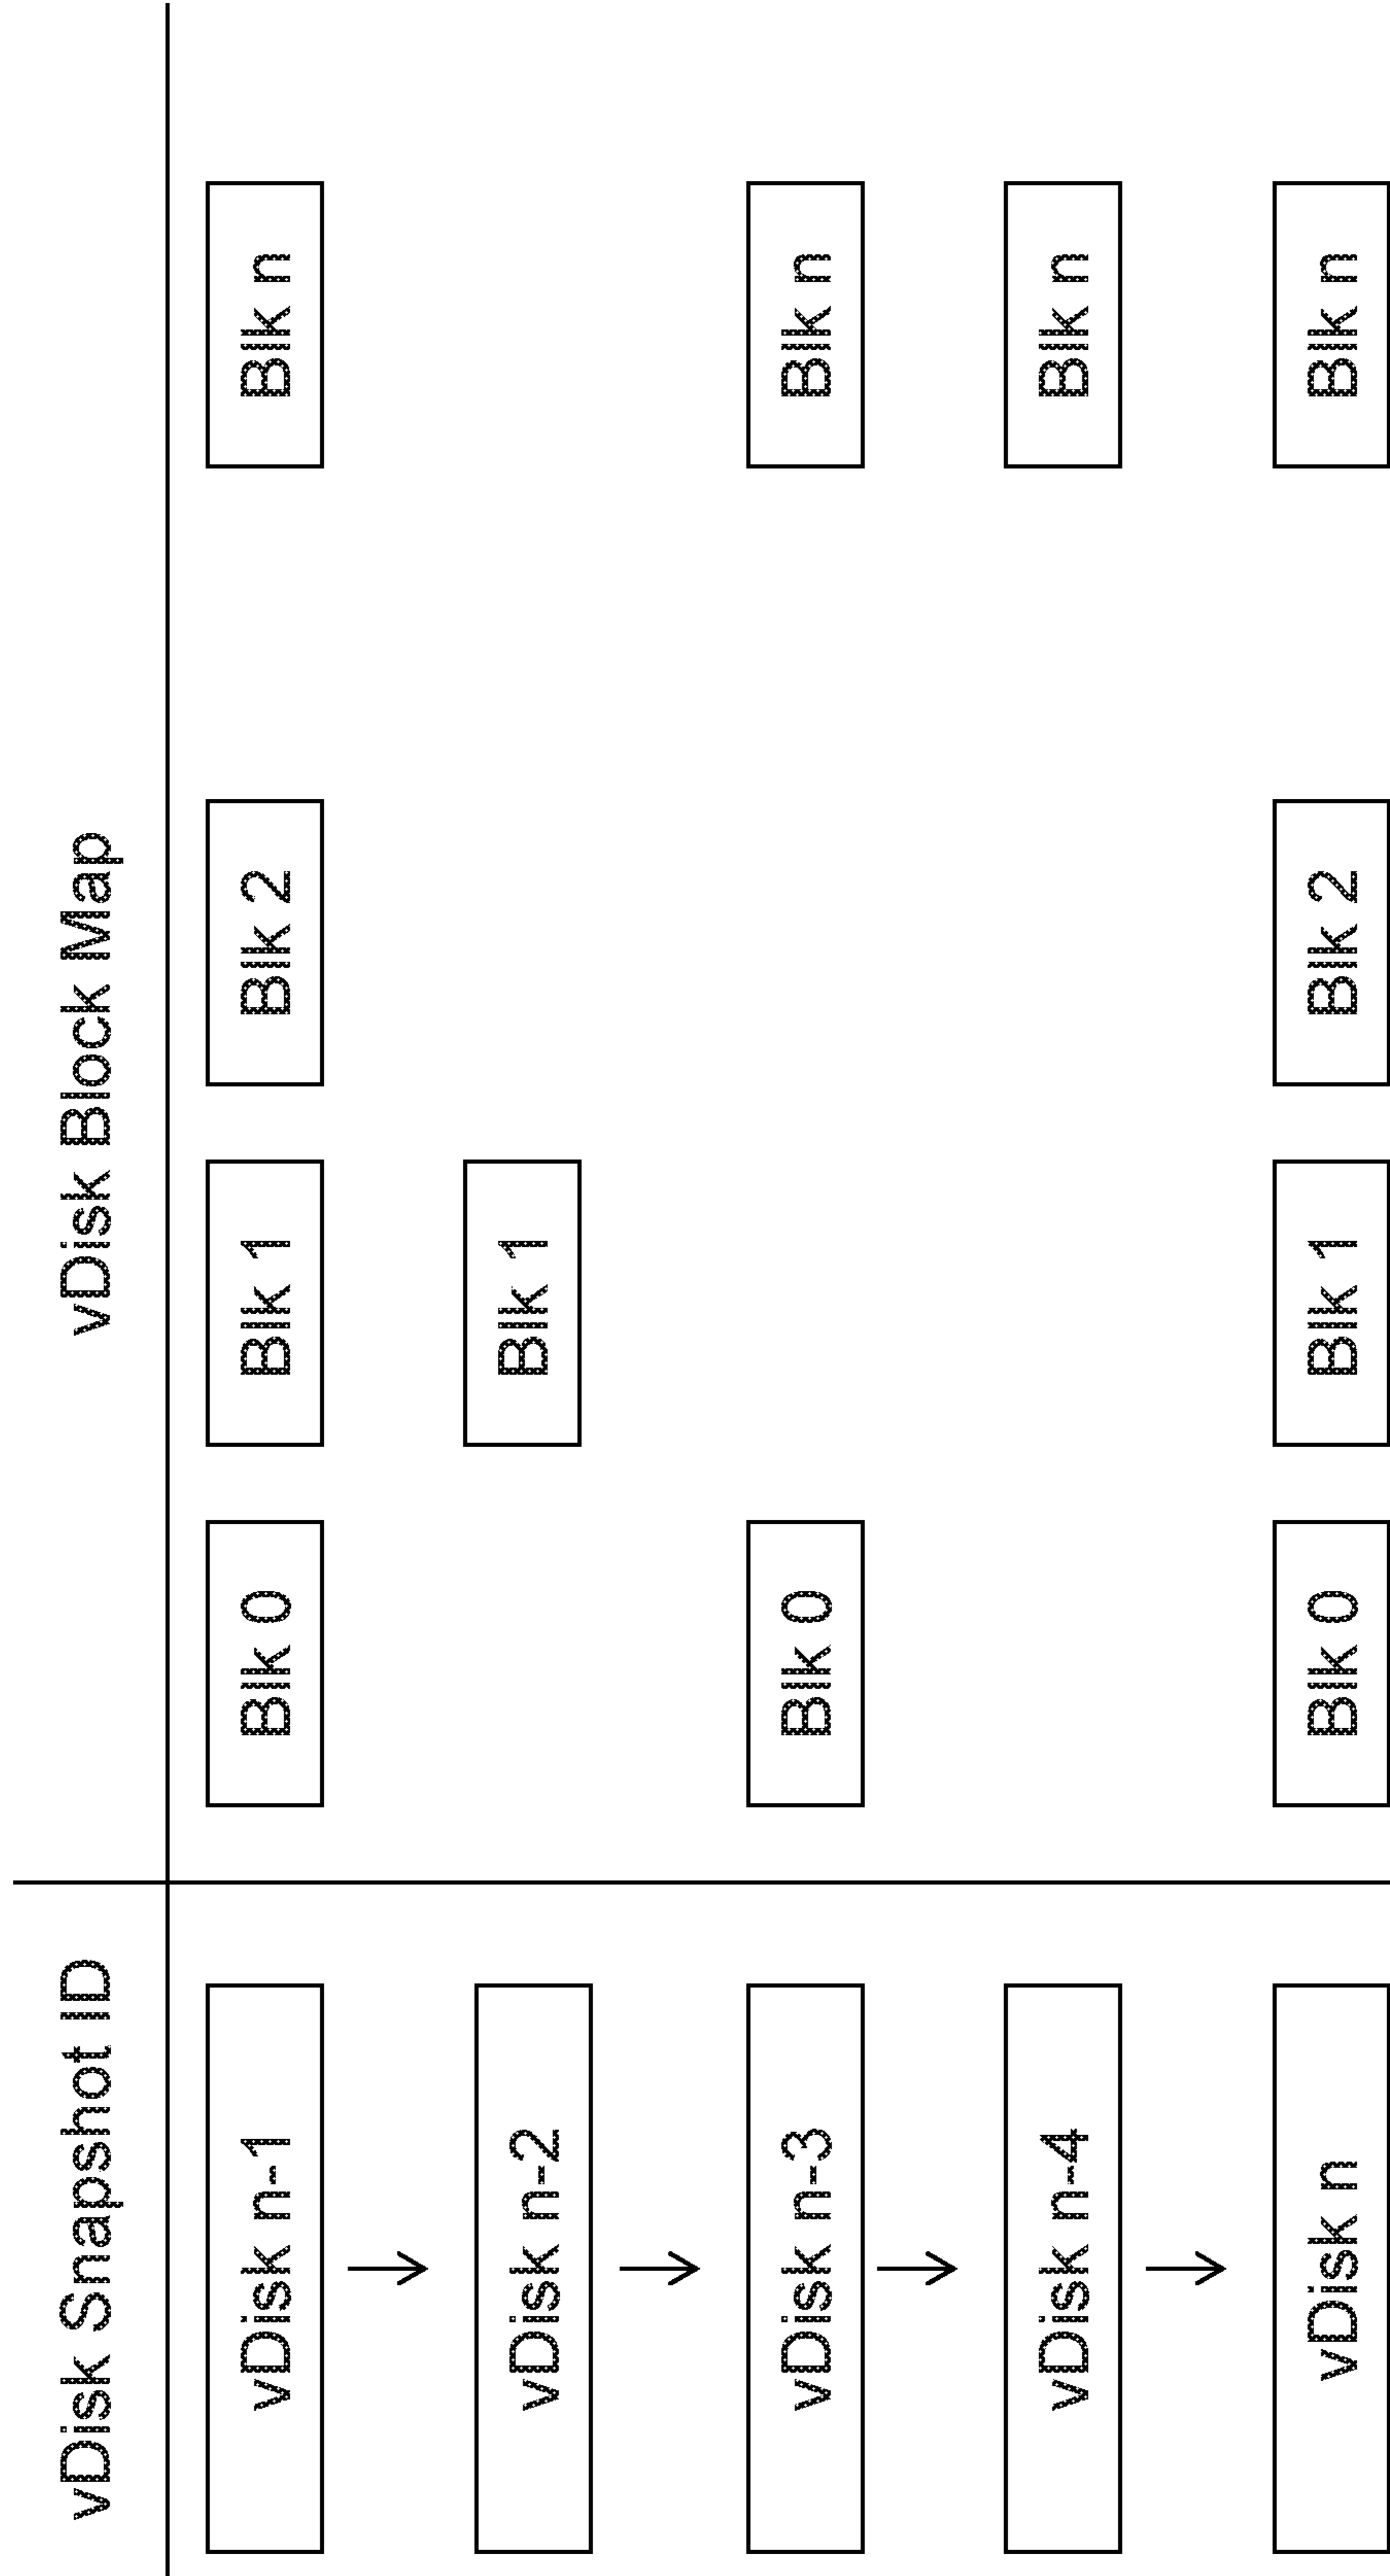 vDisk Snapshot ID vDisk Block Map
vDisk n-1 Blk 0 Blk 1 Blk 2 Blk n
vDisk n-2 Blk 1
vDisk n-3 Blk 0 Blk n
vDisk n-4 Blk n
vDisk n Blk 0 Blk 1 Blk 2 Blk n